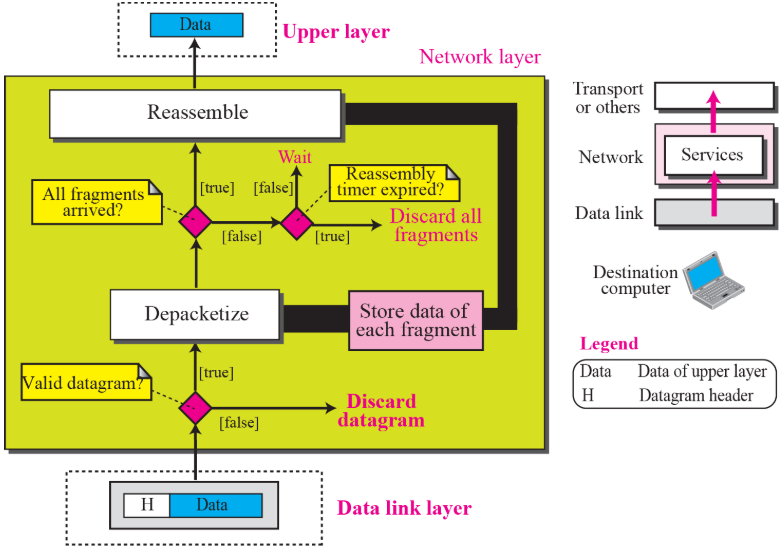 Data
Upper layer
Network layer
Reassemble
Wait
[true]
[false]
Reassembly
timer expired?
All fragments
arrived?
[false]
[true]
Discard all
fragments
Depacketize
Store data of
each fragment
Valid datagram?
[true]
[false]
Discard
datagram
H
Data
Data link layer
Transport
or others
Network
Services
Data link
Destination
computer
Legend
Data
Data of upper layer
H
Datagram header